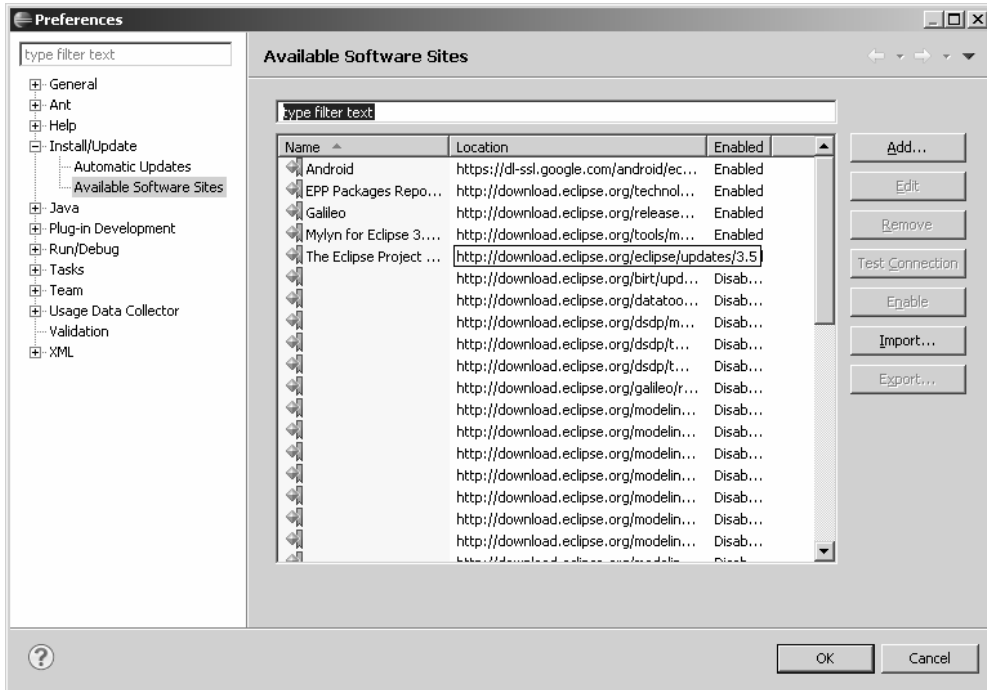 Preferences
type filter text
General
Ant
Help
Install/Update
Automatic Updates
Available Software Sites
Java
Plug-in Development
Run/Debug
Tasks
Team
Usage Data Collector
Validation
XML
Available Software Sites
type filter text
Name Location Enabled
Android https://dl-ssl.google.com/android/ec... Enabled
EPP Packages Repo... http://download.eclipse.org/technol... Enabled
Galileo http://download.eclipse.org/release... Enabled
Mylyn for Eclipse 3.... http://download.eclipse.org/tools/m... Enabled
The Eclipse Project ... http://download.eclipse.org/eclipse/updates/3.5
http://download.eclipse.org/birt/upd... Disab...
http://download.eclipse.org/datatoo... Disab...
http://download.eclipse.org/dsdp/m... Disab...
http://download.eclipse.org/dsdp/t... Disab...
http://download.eclipse.org/dsdp/t... Disab...
http://download.eclipse.org/galileo/r... Disab...
http://download.eclipse.org/modelin... Disab...
http://download.eclipse.org/modelin... Disab...
http://download.eclipse.org/modelin... Disab...
http://download.eclipse.org/modelin... Disab...
http://download.eclipse.org/modelin... Disab...
http://download.eclipse.org/modelin... Disab...
http://download.eclipse.org/modelin... Disab...
Add...
Edit
Remove
Test Connection
Enable
Import...
Export...
?
OK Cancel